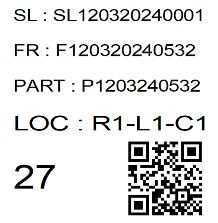 SL : SL120320240001
FR : F120320240532
PART : P1203240532
LOC : R1-L1-C1
27